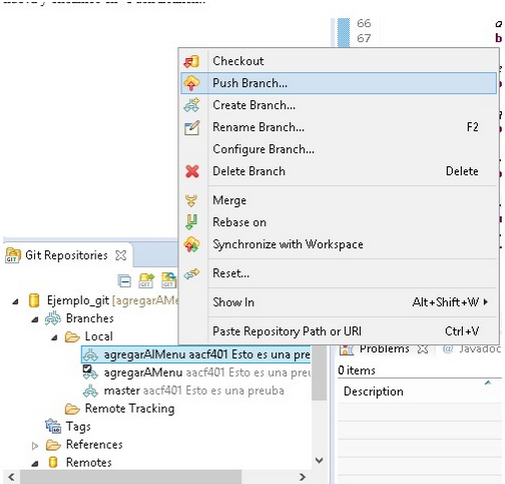 66
67
Checkout
Push Branch...
Create Branch...
Rename Branch... F2
Configure Branch...
Delete Branch Delete
Merge
Rebase on
Synchronize with Workspace
Reset...
Show In Alt+Shift+W
Paste Repository Path or URI Ctrl+V
Git Repositories
Ejemplo_git [agregarAMe
Branches
Local
agregarAlMenu aacf401 Esto es una pre
agregarAMenu aacf401 Esto es una preu
master aacf401 Esto es una preuba
Remote Tracking
Tags
References
Remotes
Problems @ Javadoc
0 items
Description